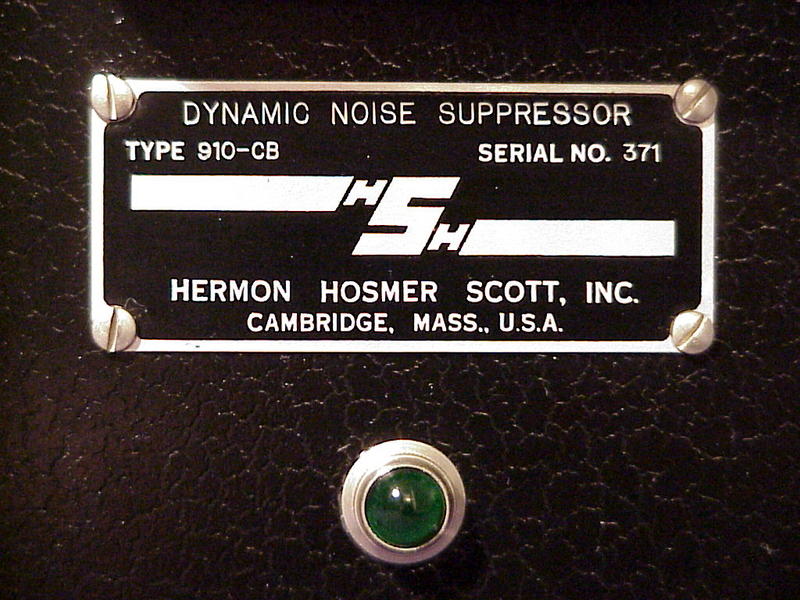 DYNAMIC NOISE SUPPRESSOR
TYPE 910-CB SERIAL NO. 371
HSH
HERMON HOSMER SCOTT, INC.
CAMBRIDGE, MASS., U.S.A.